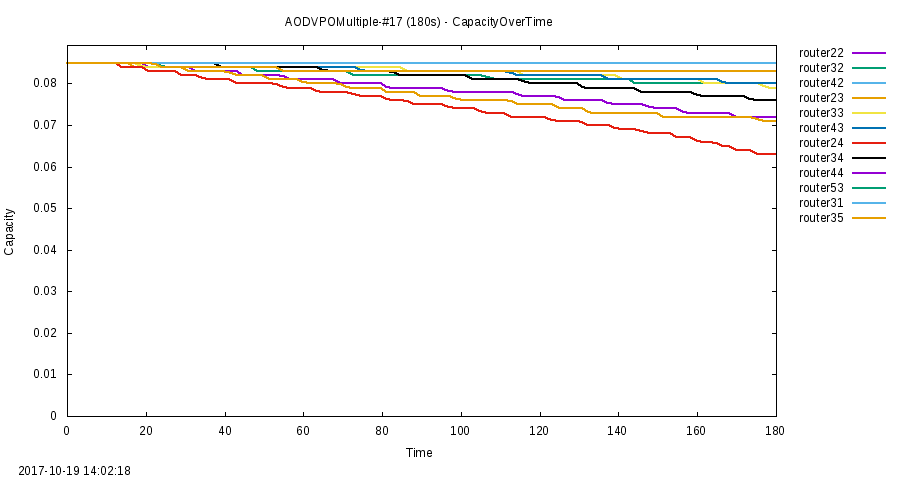 AODVPOMultiple-#17 (180s) - CapacityOverTime
router22
router32
router42
router23
router33
router43
router24
router34
router44
router53
router31
router35
0.08
0.07
0.06
0.05
0.04
0.03
0.02
0.01
0
Capacity
0 20 40 60 80 100 120 140 160 180
Time
2017-10-19 14:02:18